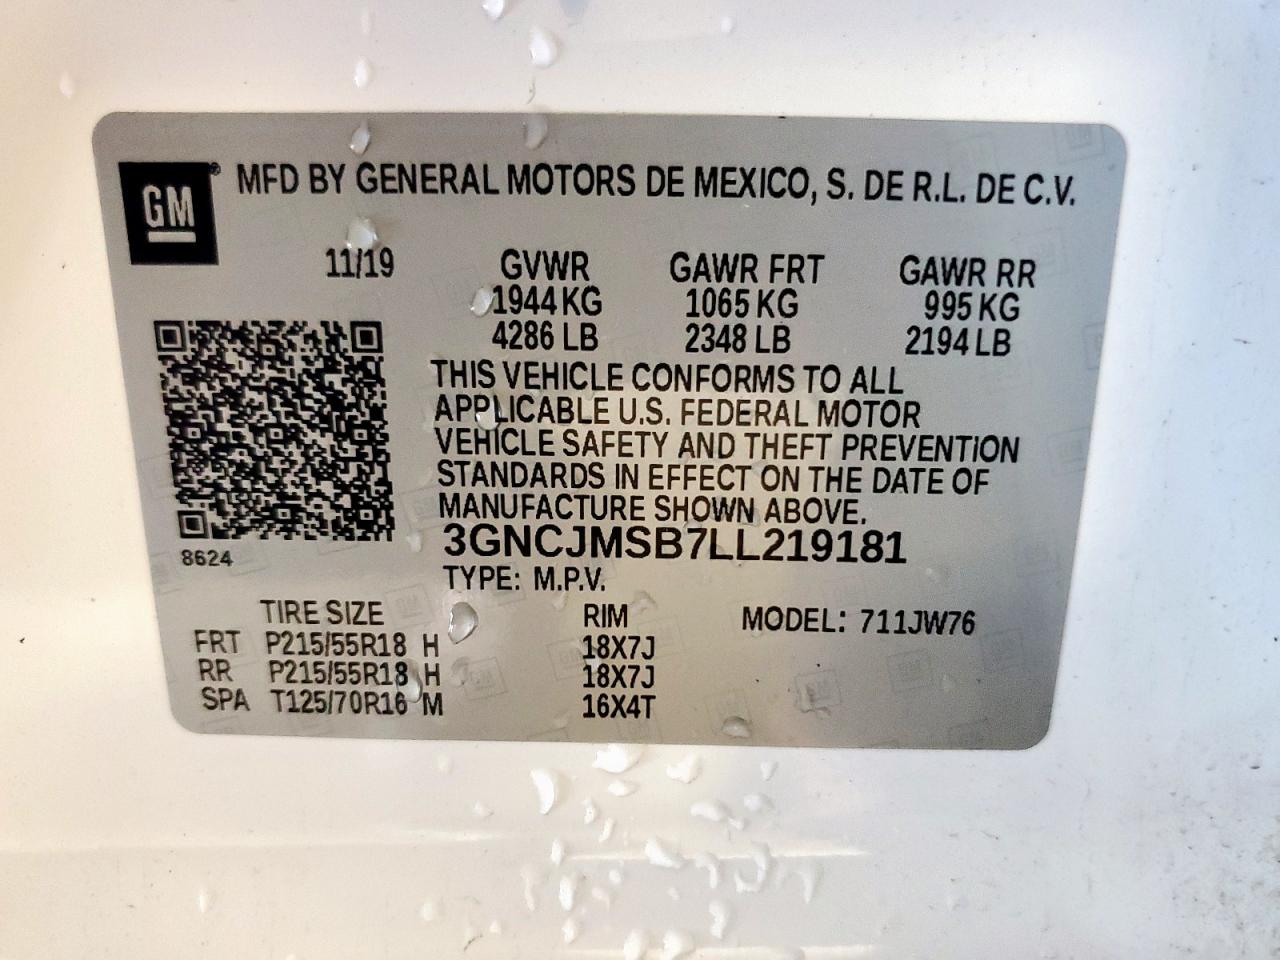 GM ® MFD BY GENERAL MOTORS DE MEXICO, S. DE R.L. DE C.V.
11/19 GVWR GAWR FRT GAWR RR
1944 KG 1065 KG 995 KG
4286 LB 2348 LB 2194 LB
THIS VEHICLE CONFORMS TO ALL
APPLICABLE U.S. FEDERAL MOTOR
VEHICLE SAFETY AND THEFT PREVENTION
STANDARDS IN EFFECT ON THE DATE OF
MANUFACTURE SHOWN ABOVE.
3GNCJMSB7LL219181
8624
TYPE: M.P.V.
TIRE SIZE RIM MODEL: 711JW76
FRT P215/55R18 H 18X7J
RR P215/55R18 H 18X7J
SPA T125/70R16 M 16X4T